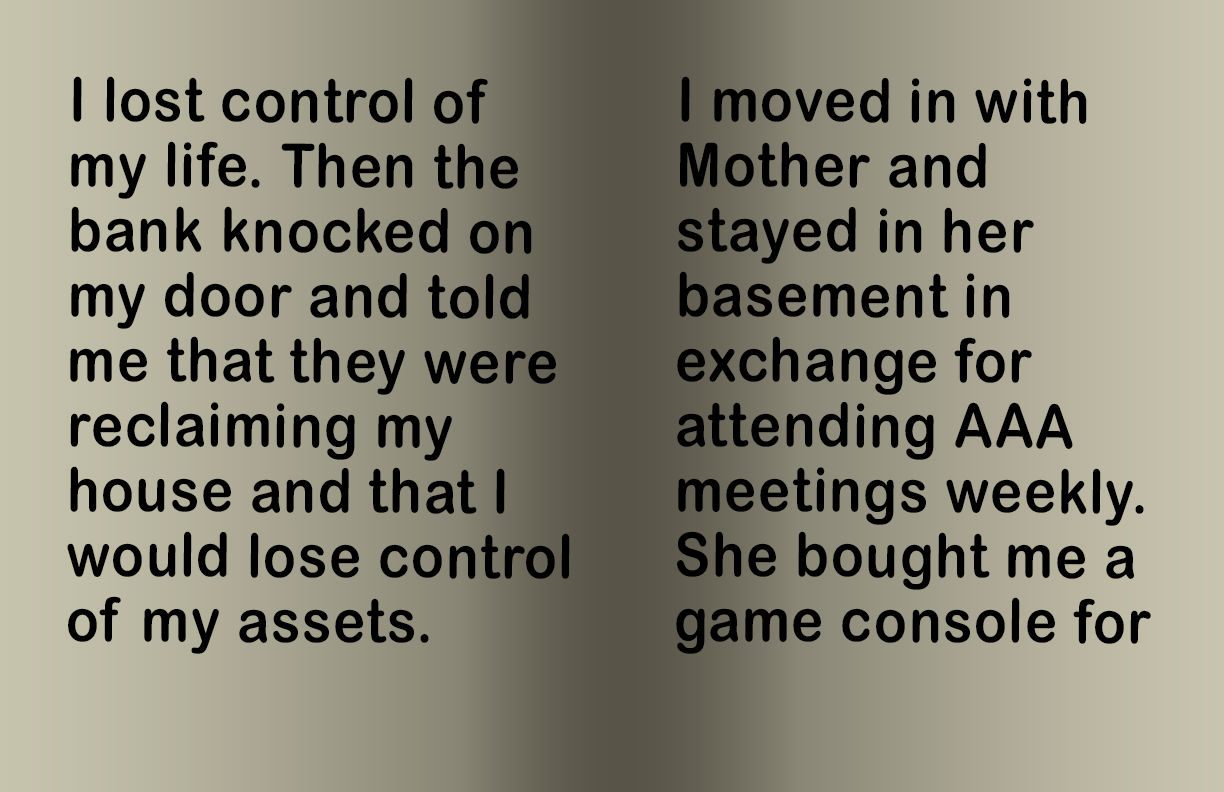 I lost control of
my life. Then the
bank knocked on
my door and told
me that they were
reclaiming my
house and that I
would lose control
of my assets.
I moved in with
Mother and
stayed in her
basement in
exchange for
attending AAA
meetings weekly.
She bought me a
game console for